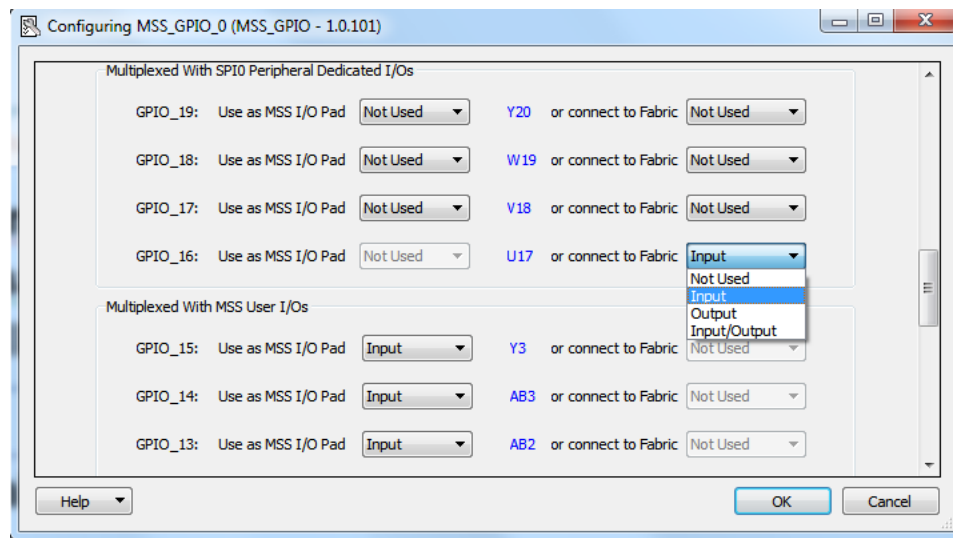 Configuring MSS_GPIO_0 (MSS_GPIO - 1.0.101)
Multiplexed With SPI0 Peripheral Dedicated I/Os
GPIO_19: Use as MSS I/O Pad Not Used Y20 or connect to Fabric Not Used
GPIO_18: Use as MSS I/O Pad Not Used W19 or connect to Fabric Not Used
GPIO_17: Use as MSS I/O Pad Not Used V18 or connect to Fabric Not Used
GPIO_16: Use as MSS I/O Pad Not Used U17 or connect to Fabric Input
Not Used
Input
Output
Input/Output
Multiplexed With MSS User I/Os
GPIO_15: Use as MSS I/O Pad Input Y3 or connect to Fabric Not Used
GPIO_14: Use as MSS I/O Pad Input AB3 or connect to Fabric Not Used
GPIO_13: Use as MSS I/O Pad Input AB2 or connect to Fabric Not Used
Help OK Cancel